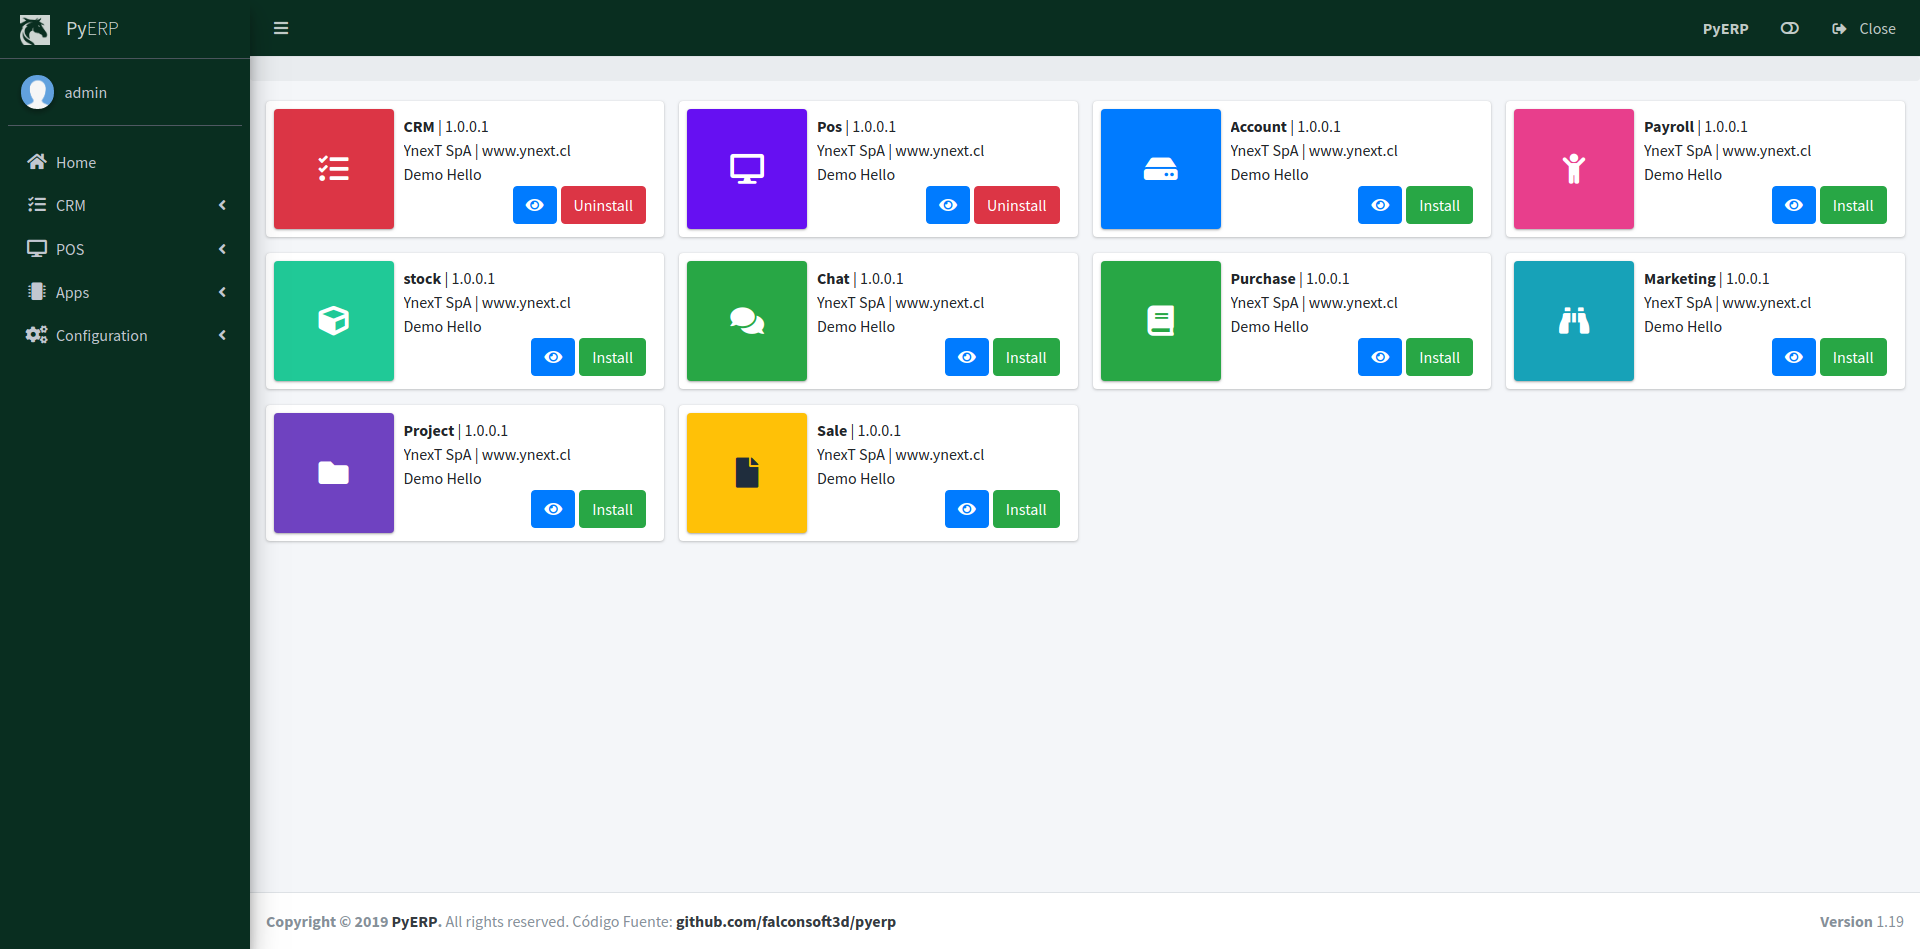 PyERP
PyERP
Close
admin
Home
CRM
POS
Apps
Configuration
CRM | 1.0.0.1
YnexT SpA | www.ynext.cl
Demo Hello
Uninstall
Pos | 1.0.0.1
YnexT SpA | www.ynext.cl
Demo Hello
Uninstall
Account | 1.0.0.1
YnexT SpA | www.ynext.cl
Demo Hello
Install
Payroll | 1.0.0.1
YnexT SpA | www.ynext.cl
Demo Hello
Install
stock | 1.0.0.1
YnexT SpA | www.ynext.cl
Demo Hello
Install
Chat | 1.0.0.1
YnexT SpA | www.ynext.cl
Demo Hello
Install
Purchase | 1.0.0.1
YnexT SpA | www.ynext.cl
Demo Hello
Install
Marketing | 1.0.0.1
YnexT SpA | www.ynext.cl
Demo Hello
Install
Project | 1.0.0.1
YnexT SpA | www.ynext.cl
Demo Hello
Install
Sale | 1.0.0.1
YnexT SpA | www.ynext.cl
Demo Hello
Install
Copyright © 2019 PyERP. All rights reserved. Código Fuente: github.com/falconsoft3d/pyerp
Version 1.19